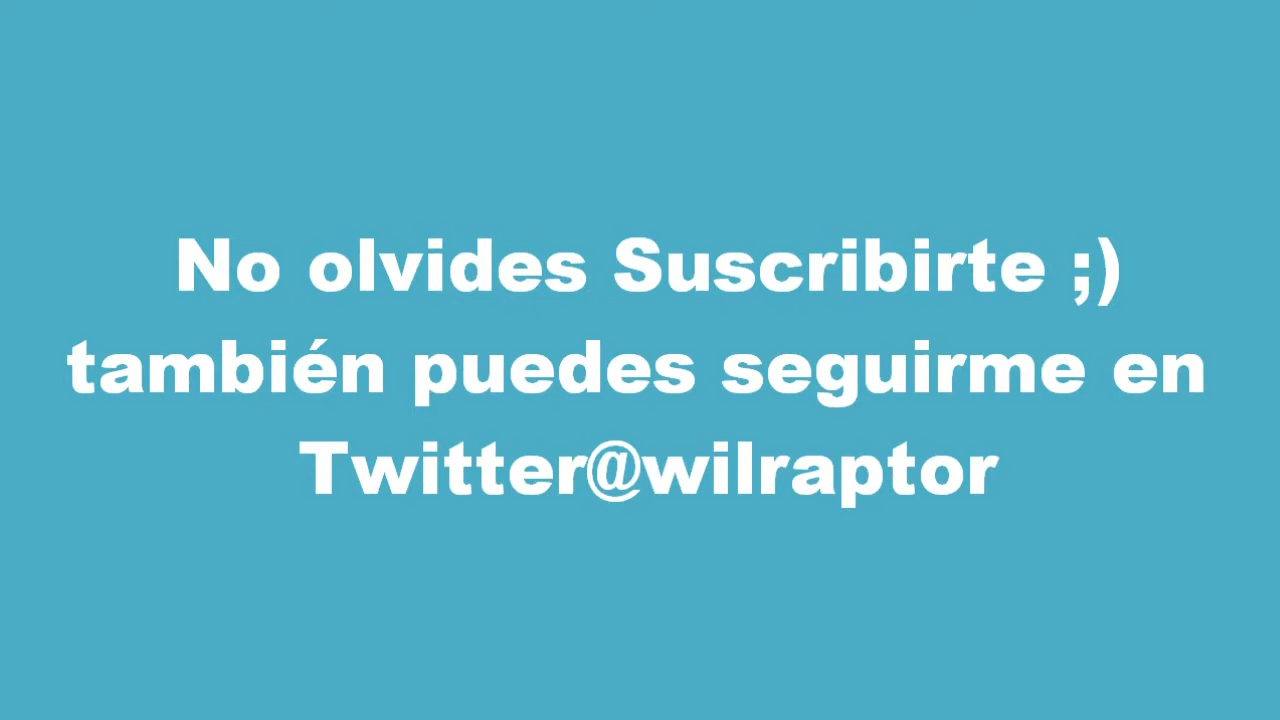 No olvides Suscribirte ;)
también puedes seguirme en
Twitter@wilraptor